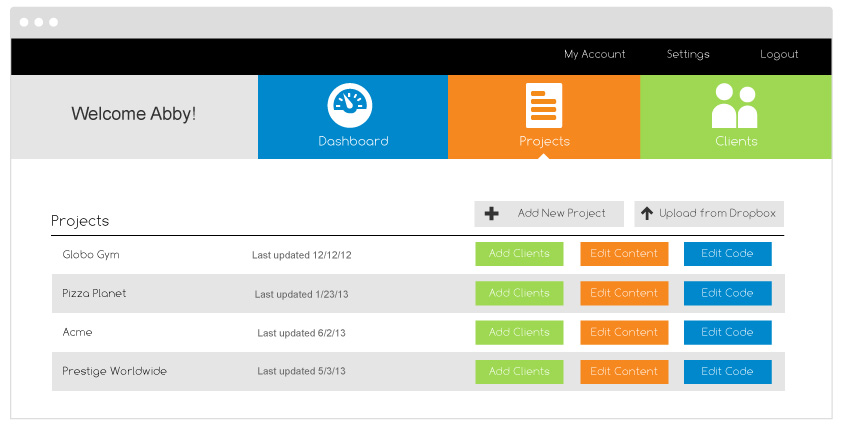 My Account Settings Logout
Welcome Abby!
Dashboard
Projects
Clients
Projects
Add New Project
Upload from Dropbox
Globo Gym Last updated 12/12/12 Add Clients Edit Content Edit Code
Pizza Planet Last updated 1/23/13 Add Clients Edit Content Edit Code
Acme Last updated 6/2/13 Add Clients Edit Content Edit Code
Prestige Worldwide Last updated 5/3/13 Add Clients Edit Content Edit Code